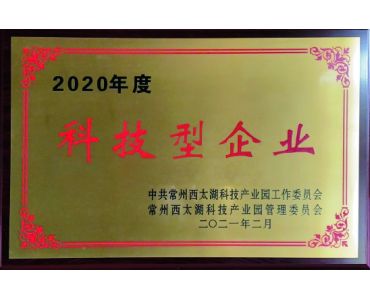 2020年度
科技型企业
中共常州西太湖科技产业园工作委员会
常州西太湖科技产业园管理委员会
二〇二一年二月